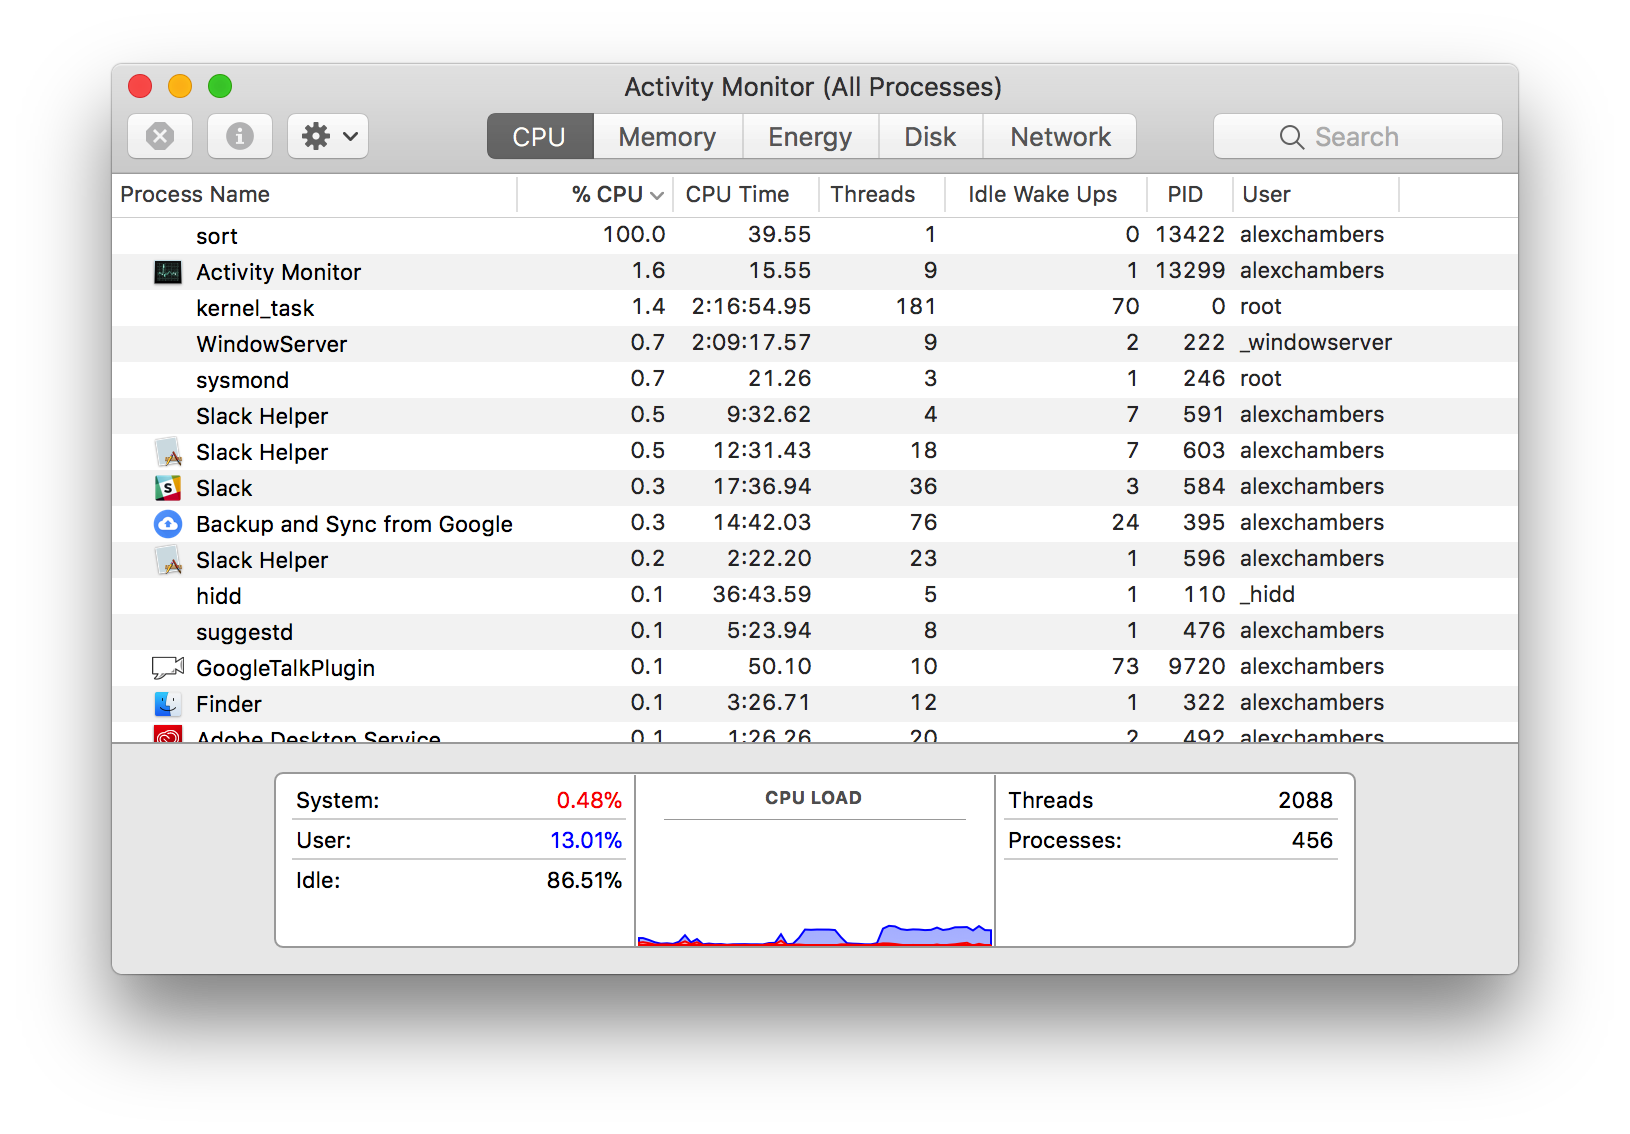 Activity Monitor (All Processes)
CPU Memory Energy Disk Network Search
Process Name % CPU CPU Time Threads Idle Wake Ups PID User
sort 100.0 39.55 1 0 13422 alexchambers
Activity Monitor 1.6 15.55 9 1 13299 alexchambers
kernel_task 1.4 2:16:54.95 181 70 0 root
WindowServer 0.7 2:09:17.57 9 2 222 _windowserver
sysmond 0.7 21.26 3 1 246 root
Slack Helper 0.5 9:32.62 4 7 591 alexchambers
Slack Helper 0.5 12:31.43 18 7 603 alexchambers
Slack 0.3 17:36.94 36 3 584 alexchambers
Backup and Sync from Google 0.3 14:42.03 76 24 395 alexchambers
Slack Helper 0.2 2:22.20 23 1 596 alexchambers
hidd 0.1 36:43.59 5 1 110 _hidd
suggestd 0.1 5:23.94 8 1 476 alexchambers
GoogleTalkPlugin 0.1 50.10 10 73 9720 alexchambers
Finder 0.1 3:26.71 12 1 322 alexchambers
Adobe Desktop Service 0.1 1:26.26 20 2 492 alexchambers
System: 0.48% CPU LOAD Threads 2088
User: 13.01% Processes: 456
Idle: 86.51%